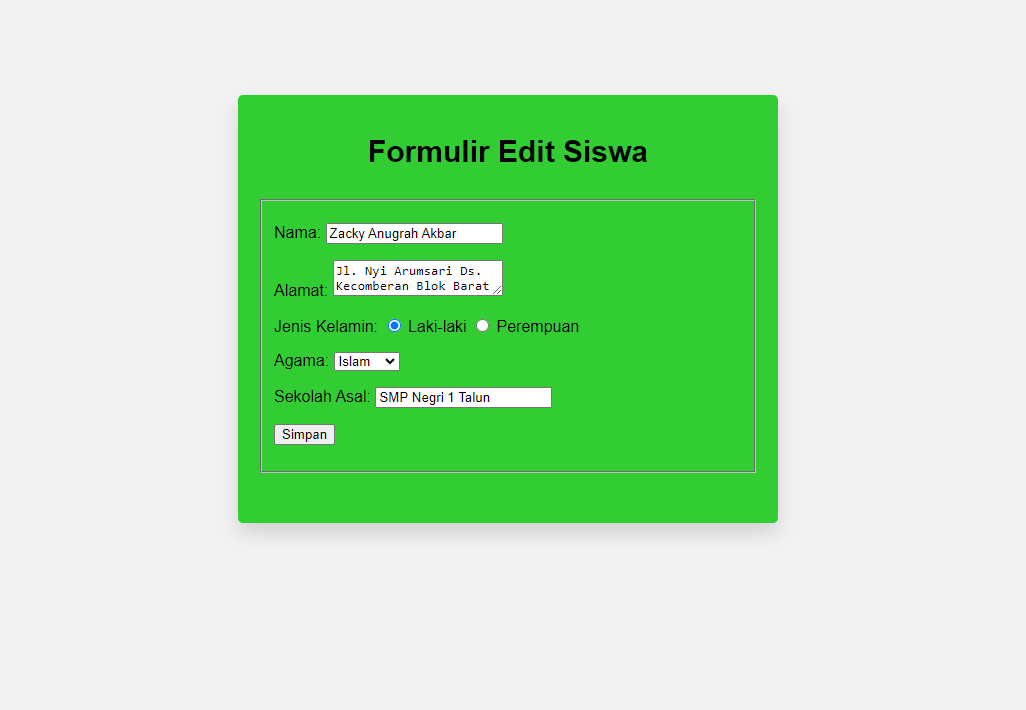 Formulir Edit Siswa
Nama: Zacky Anugrah Akbar
Alamat: Jl. Nyi Arumsari Ds.
Kecomberan Blok Barat
Jenis Kelamin: Laki-laki Perempuan
Agama: Islam
Sekolah Asal: SMP Negri 1 Talun
Simpan